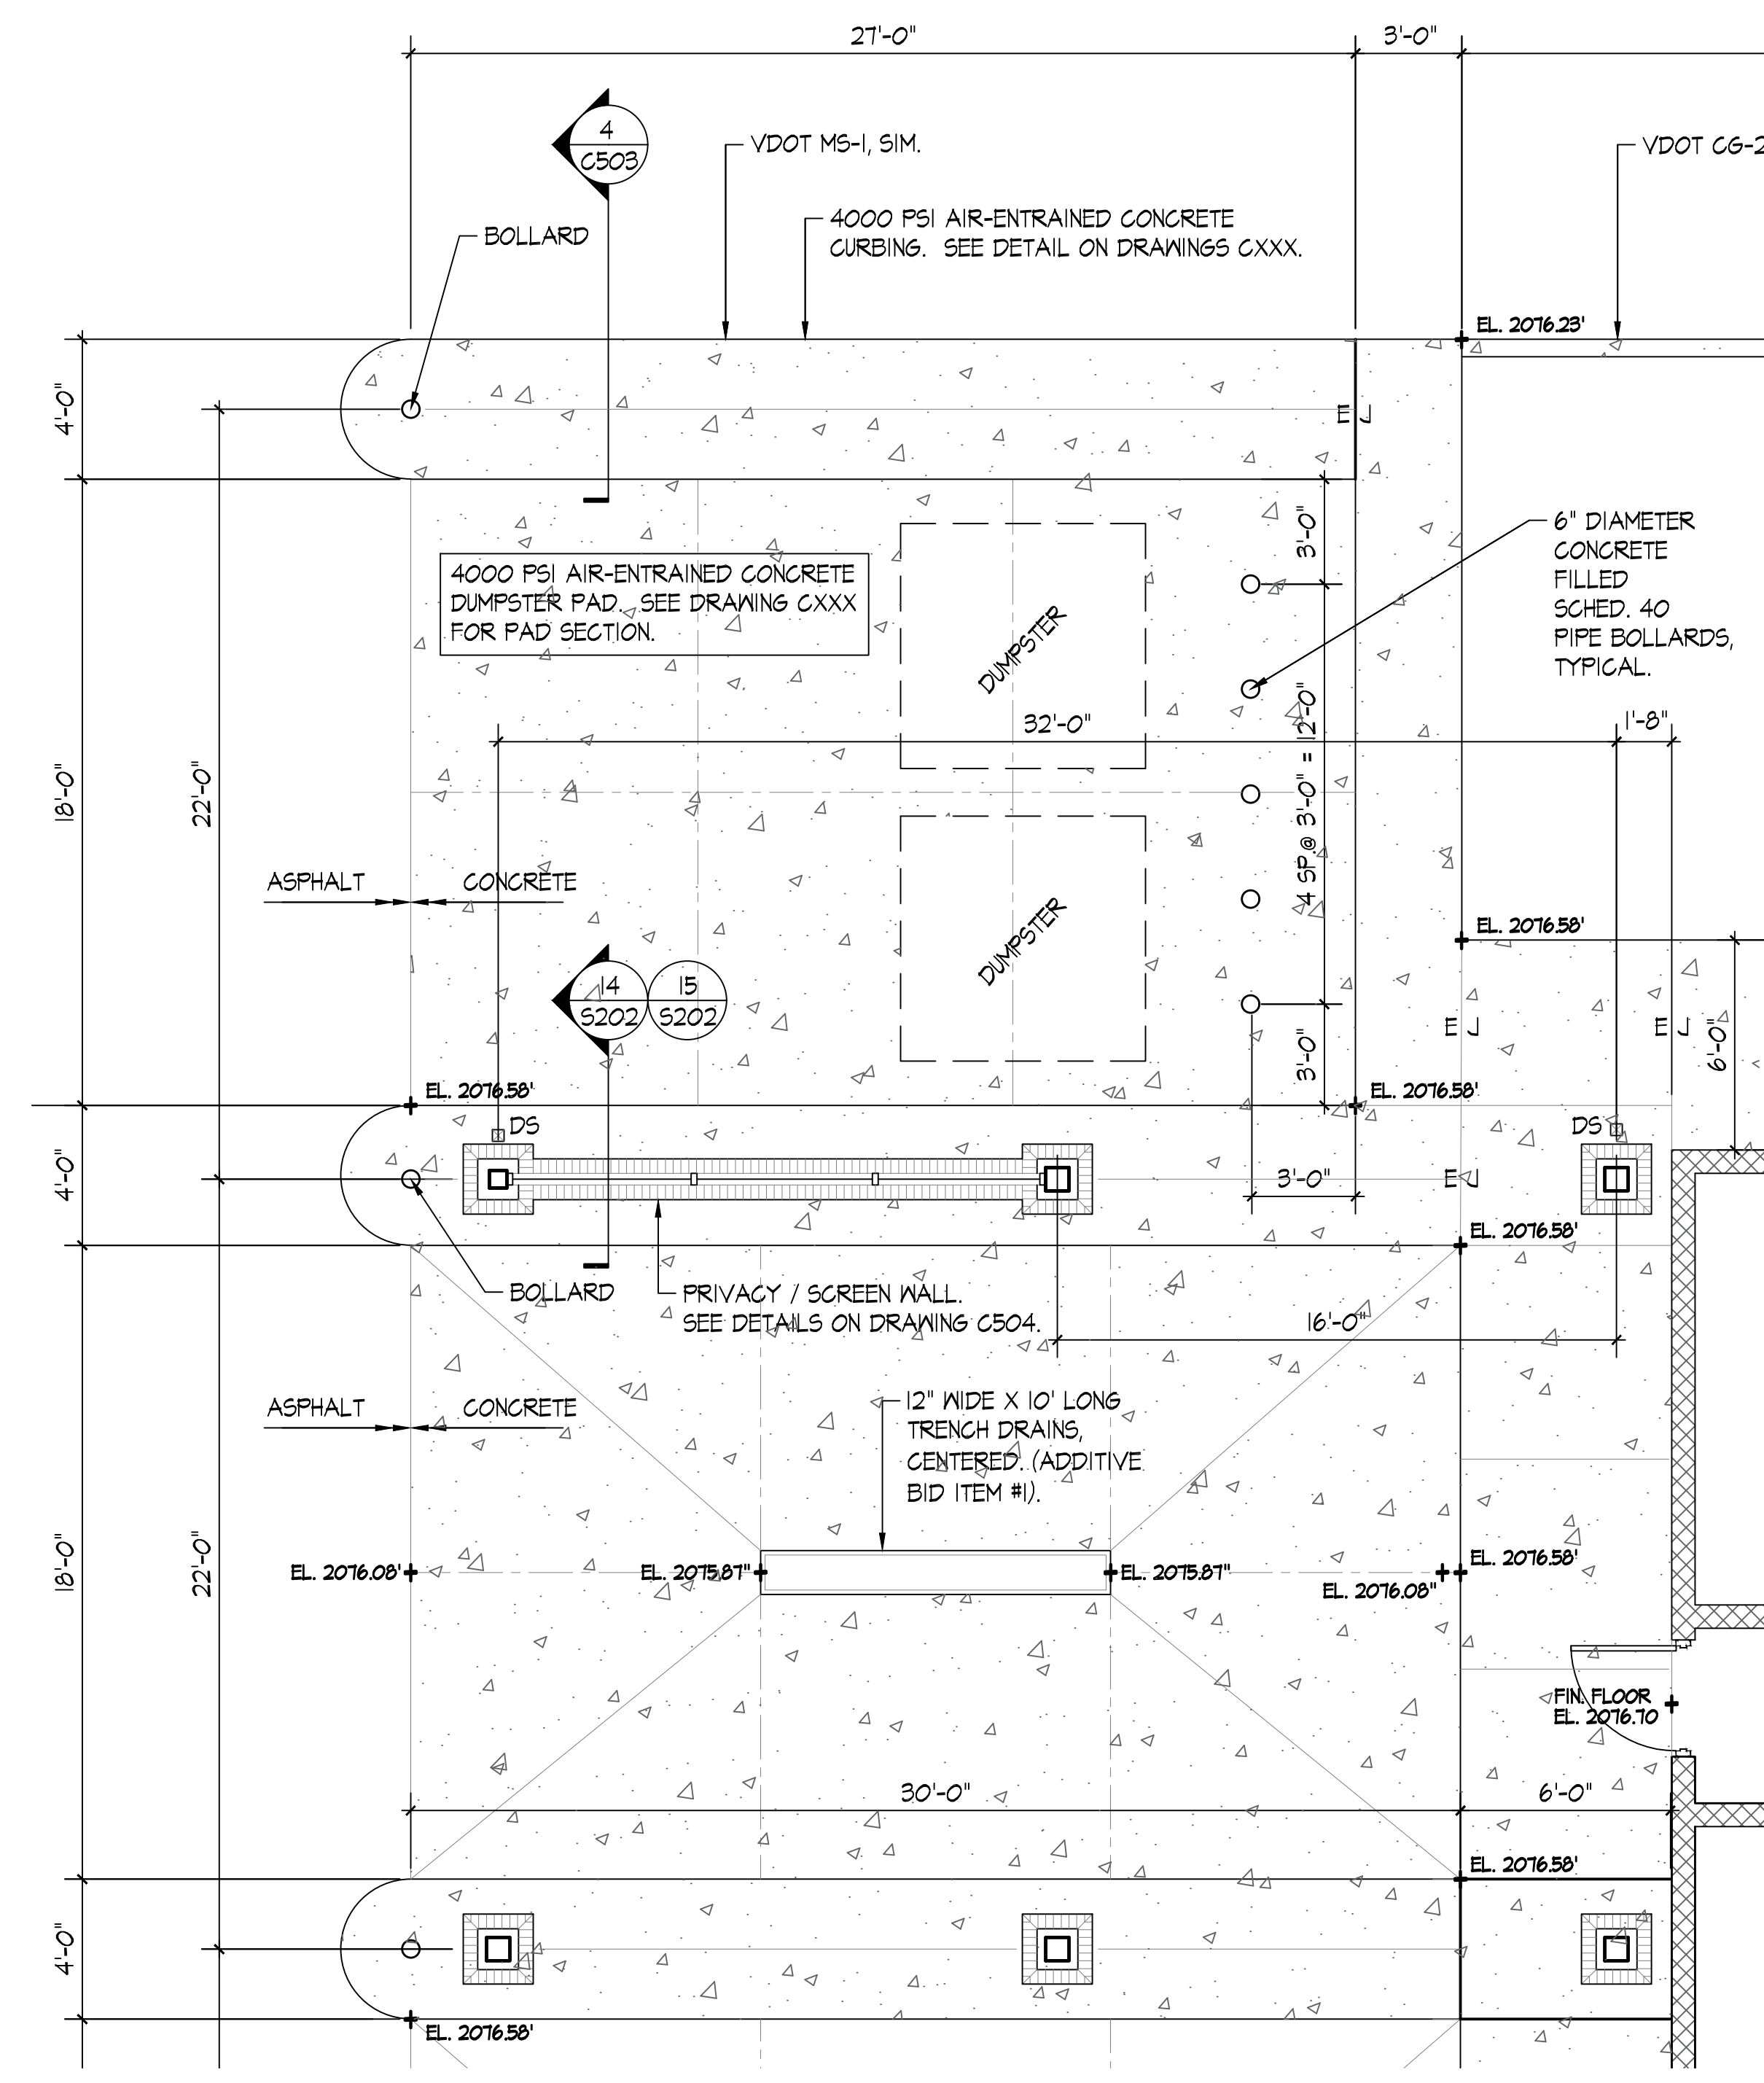 27'-0"
3'-0"
4
C503
VDOT MS-1, SIM.
VDOT CG-2
4000 PSI AIR-ENTRAINED CONCRETE
CURBING.  SEE DETAIL ON DRAWINGS CXXX.
BOLLARD
EL. 2076.23'
4'-0"
EJ
3'-0"
6" DIAMETER
CONCRETE
FILLED
SCHED. 40
PIPE BOLLARDS,
TYPICAL.
4000 PSI AIR-ENTRAINED CONCRETE
DUMPSTER PAD.  SEE DRAWING CXXX
FOR PAD SECTION.
DUMPSTER
32'-0"
1'-8"
18'-0"
22'-0"
4 SP.@ 3'-0" = 12'-0"
ASPHALT
CONCRETE
DUMPSTER
EL. 2076.58'
14
S202
15
S202
EJ
EJ
6'-0"
3'-0"
EL. 2076.58'
EL. 2076.58'
DS
DS
4'-0"
3'-0"
EJ
EL. 2076.58'
BOLLARD
PRIVACY / SCREEN WALL.
SEE DETAILS ON DRAWING C504.
16'-0"
ASPHALT
CONCRETE
12" WIDE X 10' LONG
TRENCH DRAINS,
CENTERED. (ADDITIVE
BID ITEM #1).
18'-0"
22'-0"
EL. 2076.08'
EL. 2075.87"
EL. 2075.87"
EL. 2076.08"
EL. 2076.58'
FIN. FLOOR
EL. 2076.70
30'-0"
6'-0"
EL. 2076.58'
4'-0"
EL. 2076.58'